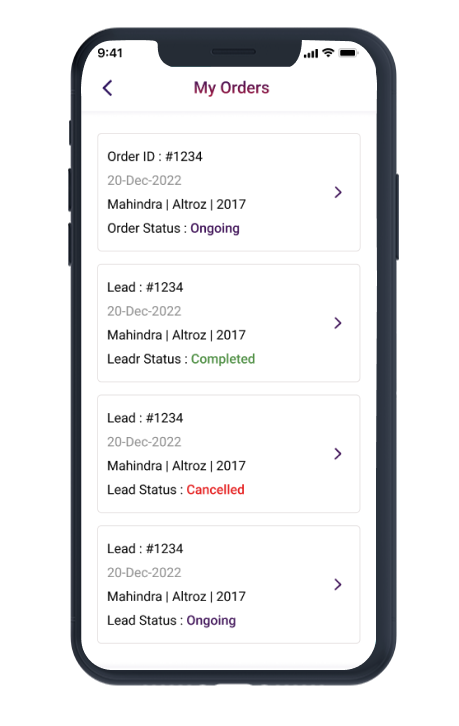 9:41
My Orders
Order ID : #1234
20-Dec-2022
Mahindra | Altroz | 2017
Order Status : Ongoing
Lead : #1234
20-Dec-2022
Mahindra | Altroz | 2017
Leadr Status : Completed
Lead : #1234
20-Dec-2022
Mahindra | Altroz | 2017
Lead Status : Cancelled
Lead : #1234
20-Dec-2022
Mahindra | Altroz | 2017
Lead Status : Ongoing